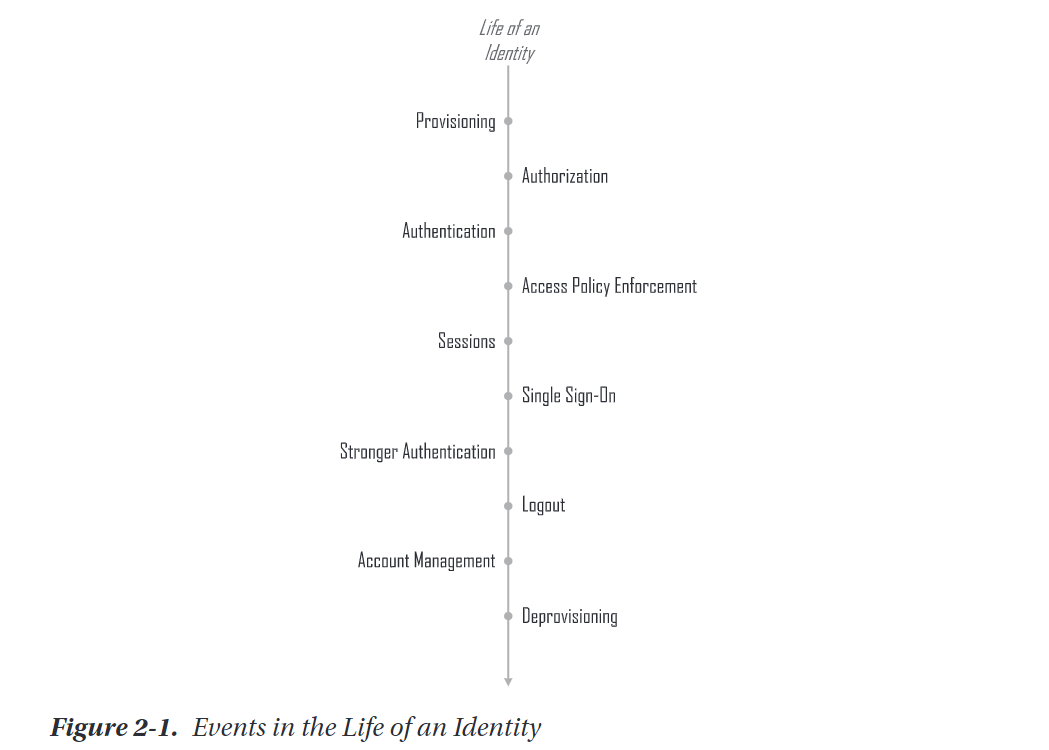 Life of an
Identity
Provisioning
Authorization
Authentication
Access Policy Enforcement
Sessions
Single Sign-On
Stronger Authentication
Logout
Account Management
Deprovisioning
Figure 2-1. Events in the Life of an Identity